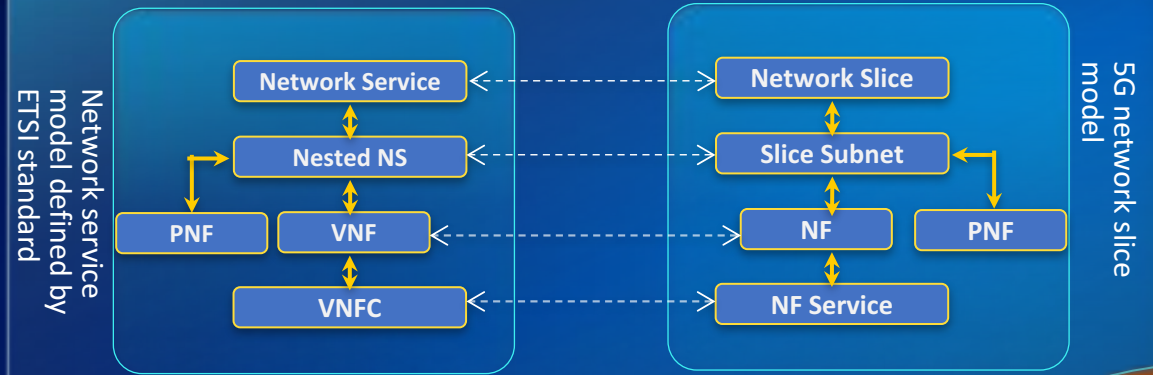 Network service
model defined by
ETSI standard
Network Service
Nested NS
PNF
VNF
VNFC
Network Slice
Slice Subnet
NF
PNF
NF Service
5G network slice
model